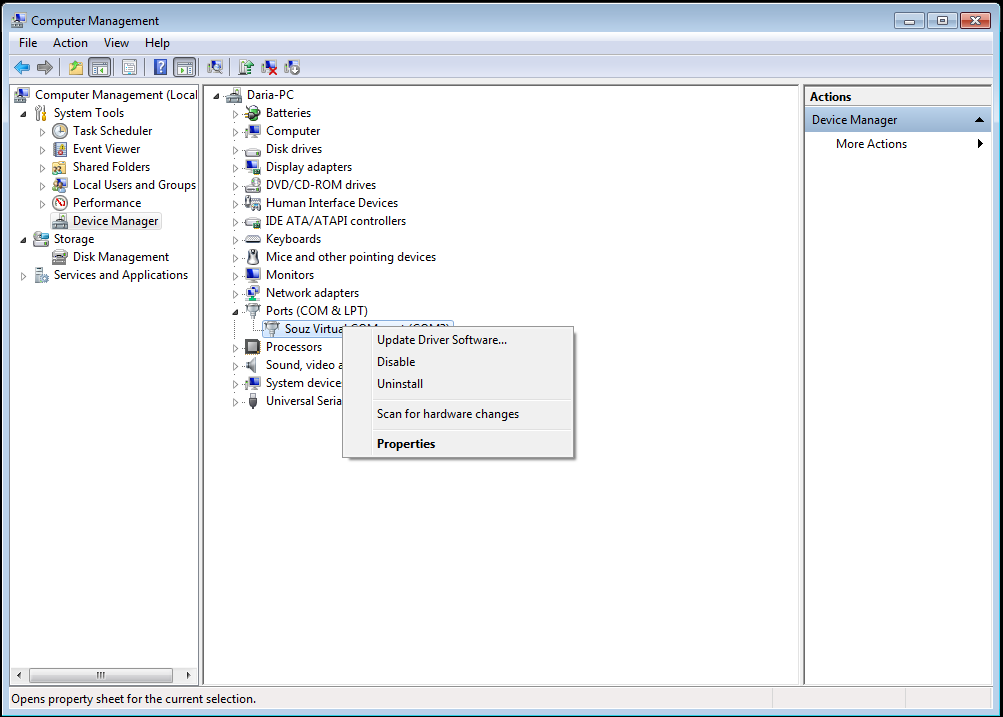 Computer Management
File Action View Help
Computer Management (Local
System Tools
Task Scheduler
Event Viewer
Shared Folders
Local Users and Groups
Performance
Device Manager
Storage
Disk Management
Services and Applications
Daria-PC
Batteries
Computer
Disk drives
Display adapters
DVD/CD-ROM drives
Human Interface Devices
IDE ATA/ATAPI controllers
Keyboards
Mice and other pointing devices
Monitors
Network adapters
Ports (COM & LPT)
Souz Virtual
Processors
Sound, video a
System device
Universal Seria
Update Driver Software...
Disable
Uninstall
Scan for hardware changes
Properties
Actions
Device Manager
More Actions
Opens property sheet for the current selection.